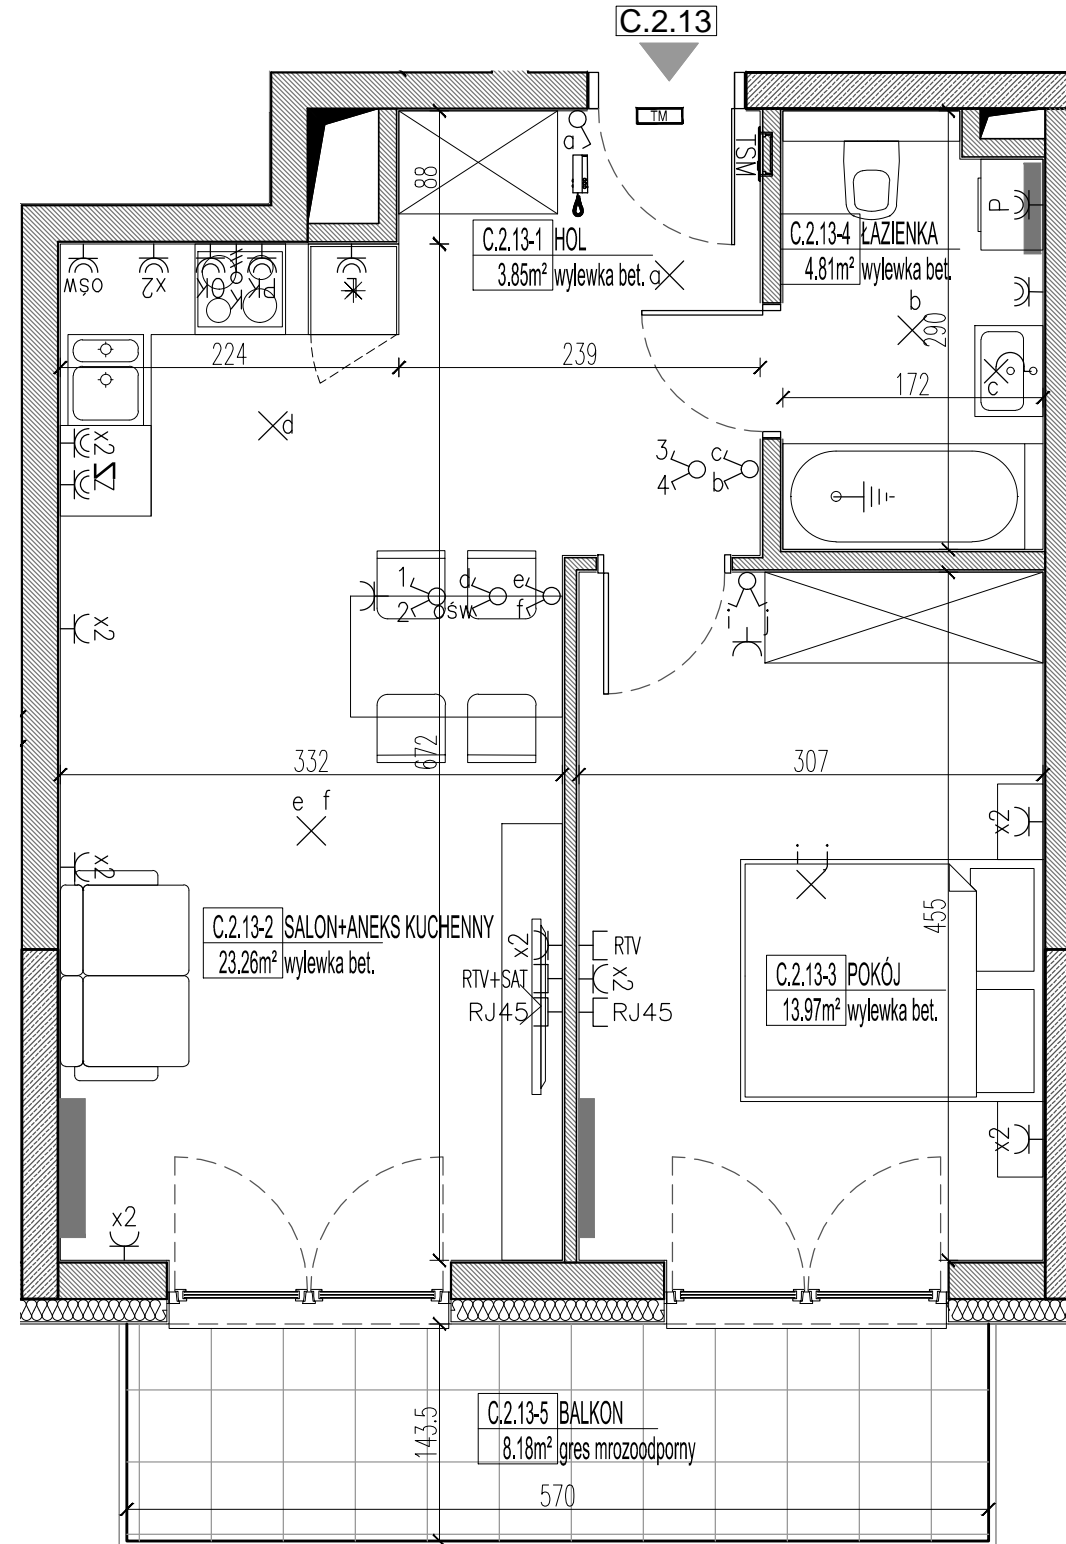 C.2.13
TM
a
TSM
88
C.2.13-1 HOL
3.85m² wylewka bet.
a
C.2.13-4 ŁAZIENKA
4.81m² wylewka bet.
P
b
290
172
c
ośw
x2
OK
K
PK
224
239
d
x2
3
4
c
b
x2
1
2
d
ośw
e
f
i
j
672
332
307
e f
x2
x2
i j
455
C.2.13-2 SALON+ANEKS KUCHENNY
23.26m² wylewka bet.
x2
RTV
RTV+SAT
x2
RJ45
RJ45
C.2.13-3 POKÓJ
13.97m² wylewka bet.
x2
x2
C.2.13-5 BALKON
8.18m² gres mrozoodporny
143.5
570